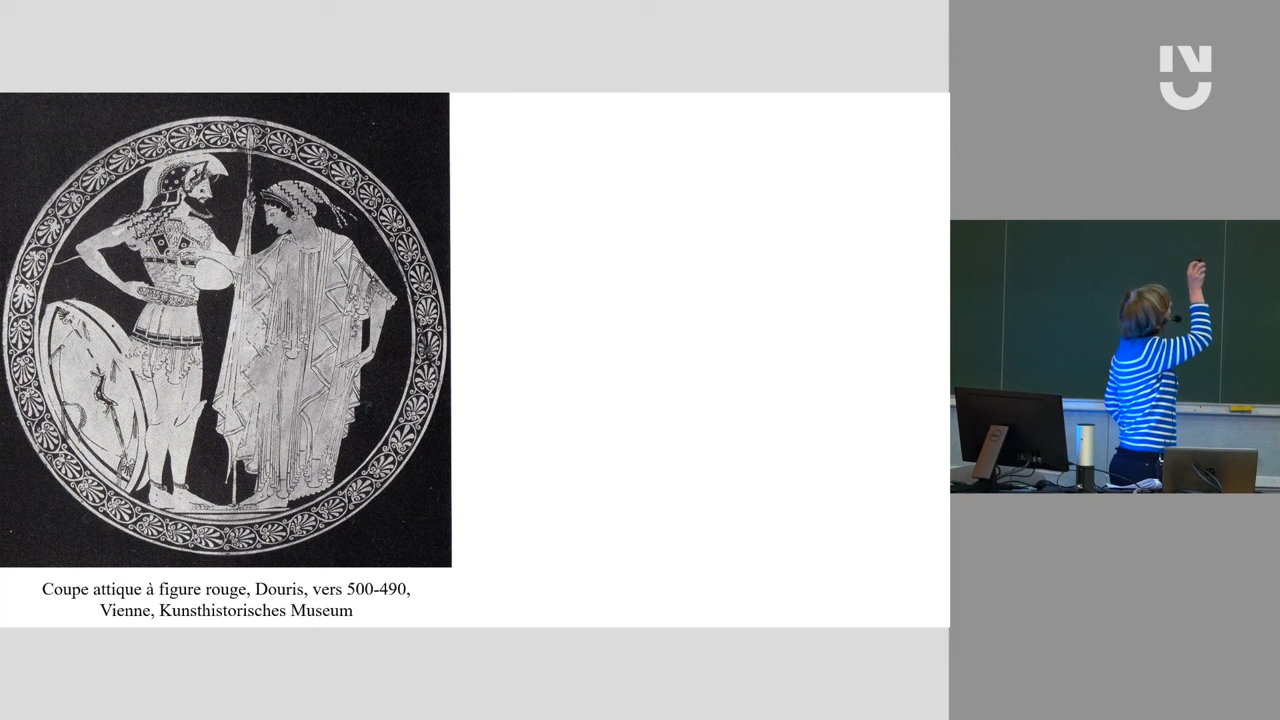 Coupe attique à figure rouge, Douris, vers 500-490,
Vienne, Kunsthistorisches Museum